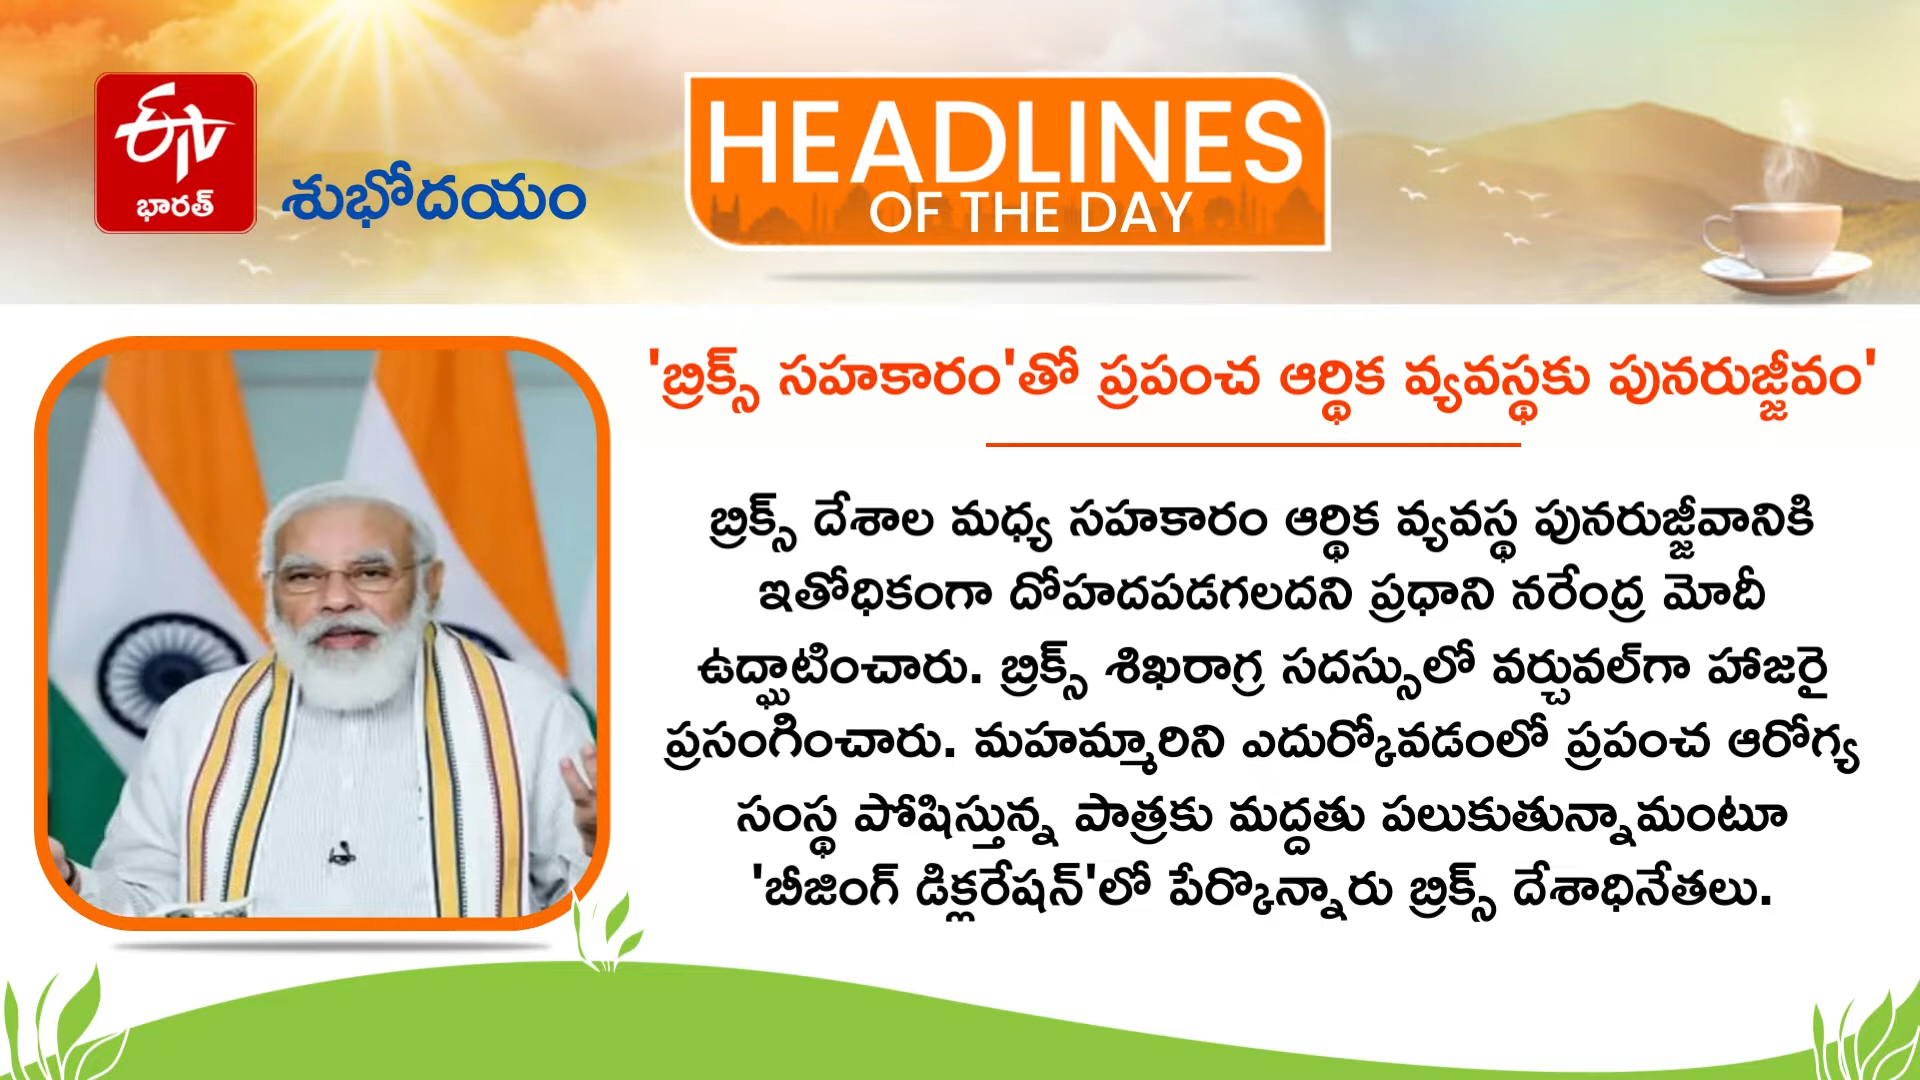 ETV
భారత్
శుభోదయం
HEADLINES
OF THE DAY
'బ్రిక్స్ సహకారం'తో ప్రపంచ ఆర్థిక వ్యవస్థకు పునరుజ్జీవం'
బ్రిక్స్ దేశాల మధ్య సహకారం ఆర్థిక వ్యవస్థ పునరుజ్జీవానికి
ఇతోధికంగా దోహదపడగలదని ప్రధాని నరేంద్ర మోదీ
ఉద్ఘాటించారు. బ్రిక్స్ శిఖరాగ్ర సదస్సులో వర్చువల్‌గా హాజరై
ప్రసంగించారు. మహమ్మారిని ఎదుర్కోవడంలో ప్రపంచ ఆరోగ్య
సంస్థ పోషిస్తున్న పాత్రకు మద్దతు పలుకుతున్నామంటూ
'బీజింగ్ డిక్లరేషన్'లో పేర్కొన్నారు బ్రిక్స్ దేశాధినేతలు.